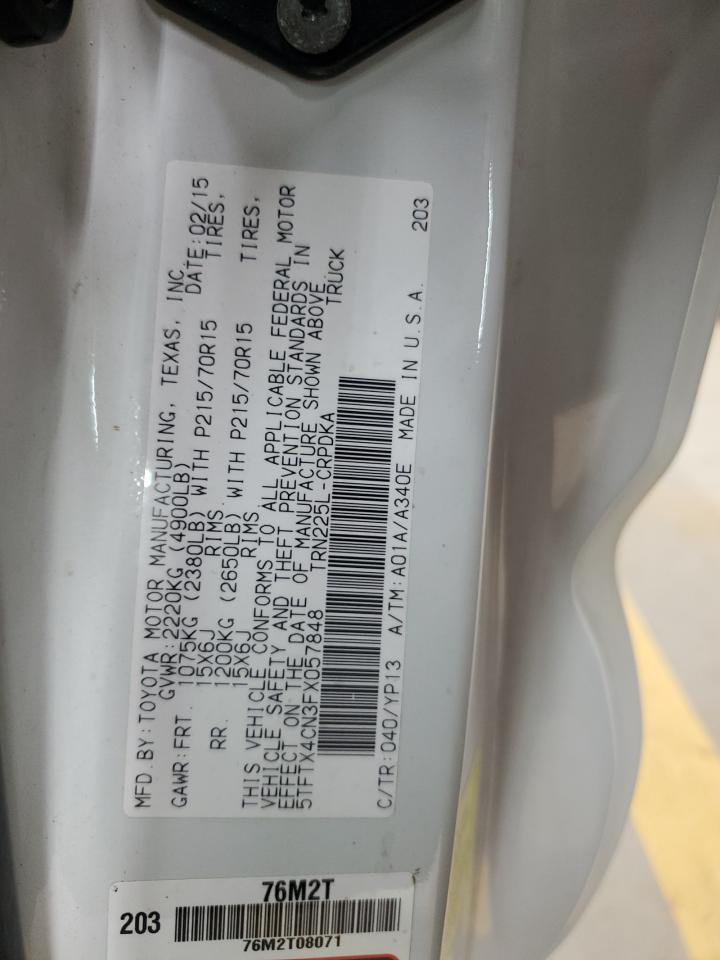 MFD.BY:TOYOTA MOTOR MANUFACTURING, TEXAS, INC.
GVWR:2220KG (4900LB) DATE:02/15
GAWR:FRT. 1075KG (2380LB) WITH P215/70R15 TIRES,
15X6J RIMS.
RR. 1200KG (2650LB) WITH P215/70R15 TIRES,
15X6J RIMS
THIS VEHICLE CONFORMS TO ALL APPLICABLE FEDERAL MOTOR
VEHICLE SAFETY AND THEFT PREVENTION STANDARDS IN
EFFECT ON THE DATE OF MANUFACTURE SHOWN ABOVE.
5TFTX4CN3FX057848 TRN225L-CRPDKA TRUCK
C/TR:040/YP13 A/TM:A01A/A340E MADE IN U.S.A. 203
76M2T
203
76M2T08071